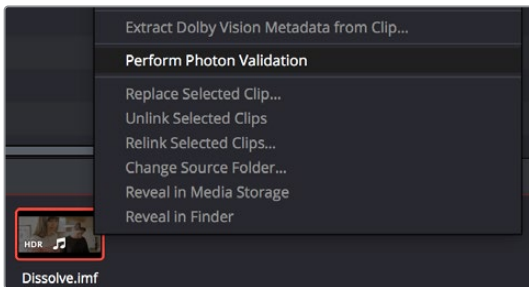 Extract Dolby Vision Metadata from Clip...
Perform Photon Validation
Replace Selected Clip...
Unlink Selected Clips
Relink Selected Clips...
Change Source Folder...
Reveal in Media Storage
Reveal in Finder
HDR
Dissolve.imf